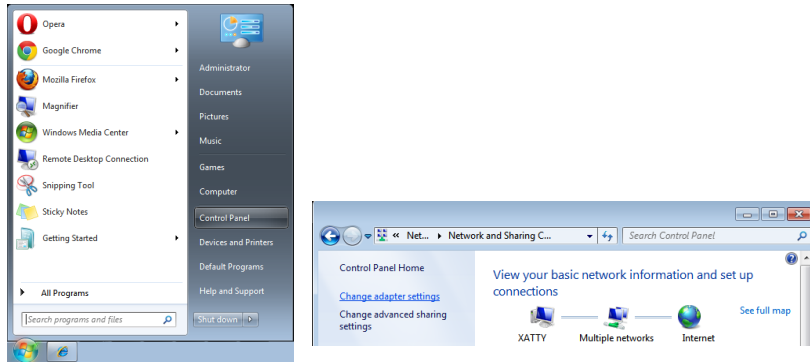 Opera
Google Chrome
Mozilla Firefox
Magnifier
Windows Media Center
Remote Desktop Connection
Snipping Tool
Sticky Notes
Getting Started
All Programs
Search programs and files
Administrator
Documents
Pictures
Music
Games
Computer
Control Panel
Devices and Printers
Default Programs
Help and Support
Shut down
« Net... Network and Sharing C...
Search Control Panel
Control Panel Home
Change adapter settings
Change advanced sharing
settings
View your basic network information and set up
connections
See full map
XATTY Multiple networks Internet